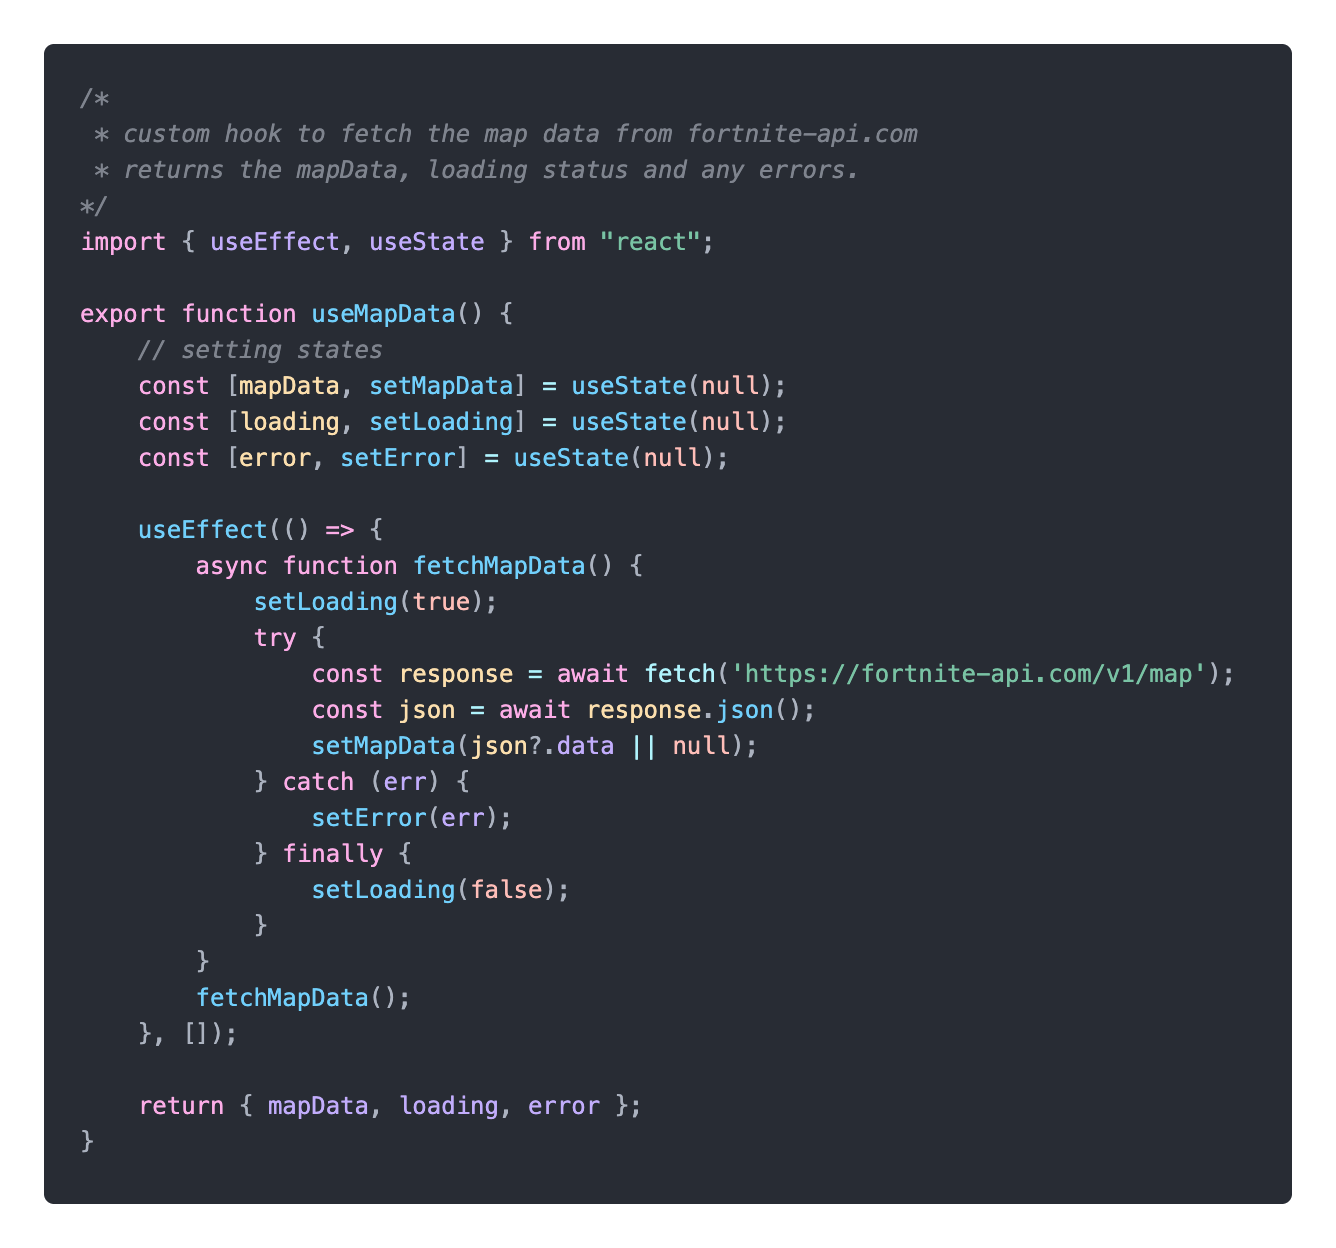 /*
 * custom hook to fetch the map data from fortnite-api.com
 * returns the mapData, loading status and any errors.
*/
import { useEffect, useState } from "react";

export function useMapData() {
    // setting states
    const [mapData, setMapData] = useState(null);
    const [loading, setLoading] = useState(null);
    const [error, setError] = useState(null);

    useEffect(() => {
        async function fetchMapData() {
            setLoading(true);
            try {
                const response = await fetch('https://fortnite-api.com/v1/map');
                const json = await response.json();
                setMapData(json?.data || null);
            } catch (err) {
                setError(err);
            } finally {
                setLoading(false);
            }
        }
        fetchMapData();
    }, []);

    return { mapData, loading, error };
}